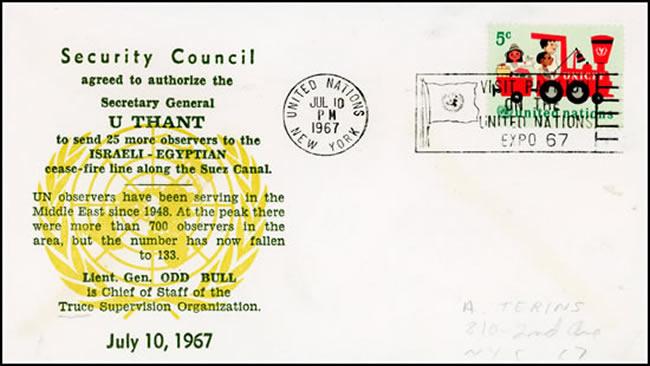 Security Council
agreed to authorize the
Secretary General
U THANT
to send 25 more observers to the
ISRAELI - EGYPTIAN
cease-fire line along the Suez Canal.
UN observers have been serving in the
Middle East since 1948. At the peak there
were more than 700 observers in the
area, but the number has now fallen
to 133.
Lient. Gen. ODD BULL
is Chief of Staff of the
Truce Supervision Organization.
July 10, 1967
UNITED NATIONS
JUL 10
PM
1967
NEW YORK
5c
united nations
VISIT
OF THE
UNITED NATIONS
EXPO 67
A. TERINS
2nd Ave
N Y C 17